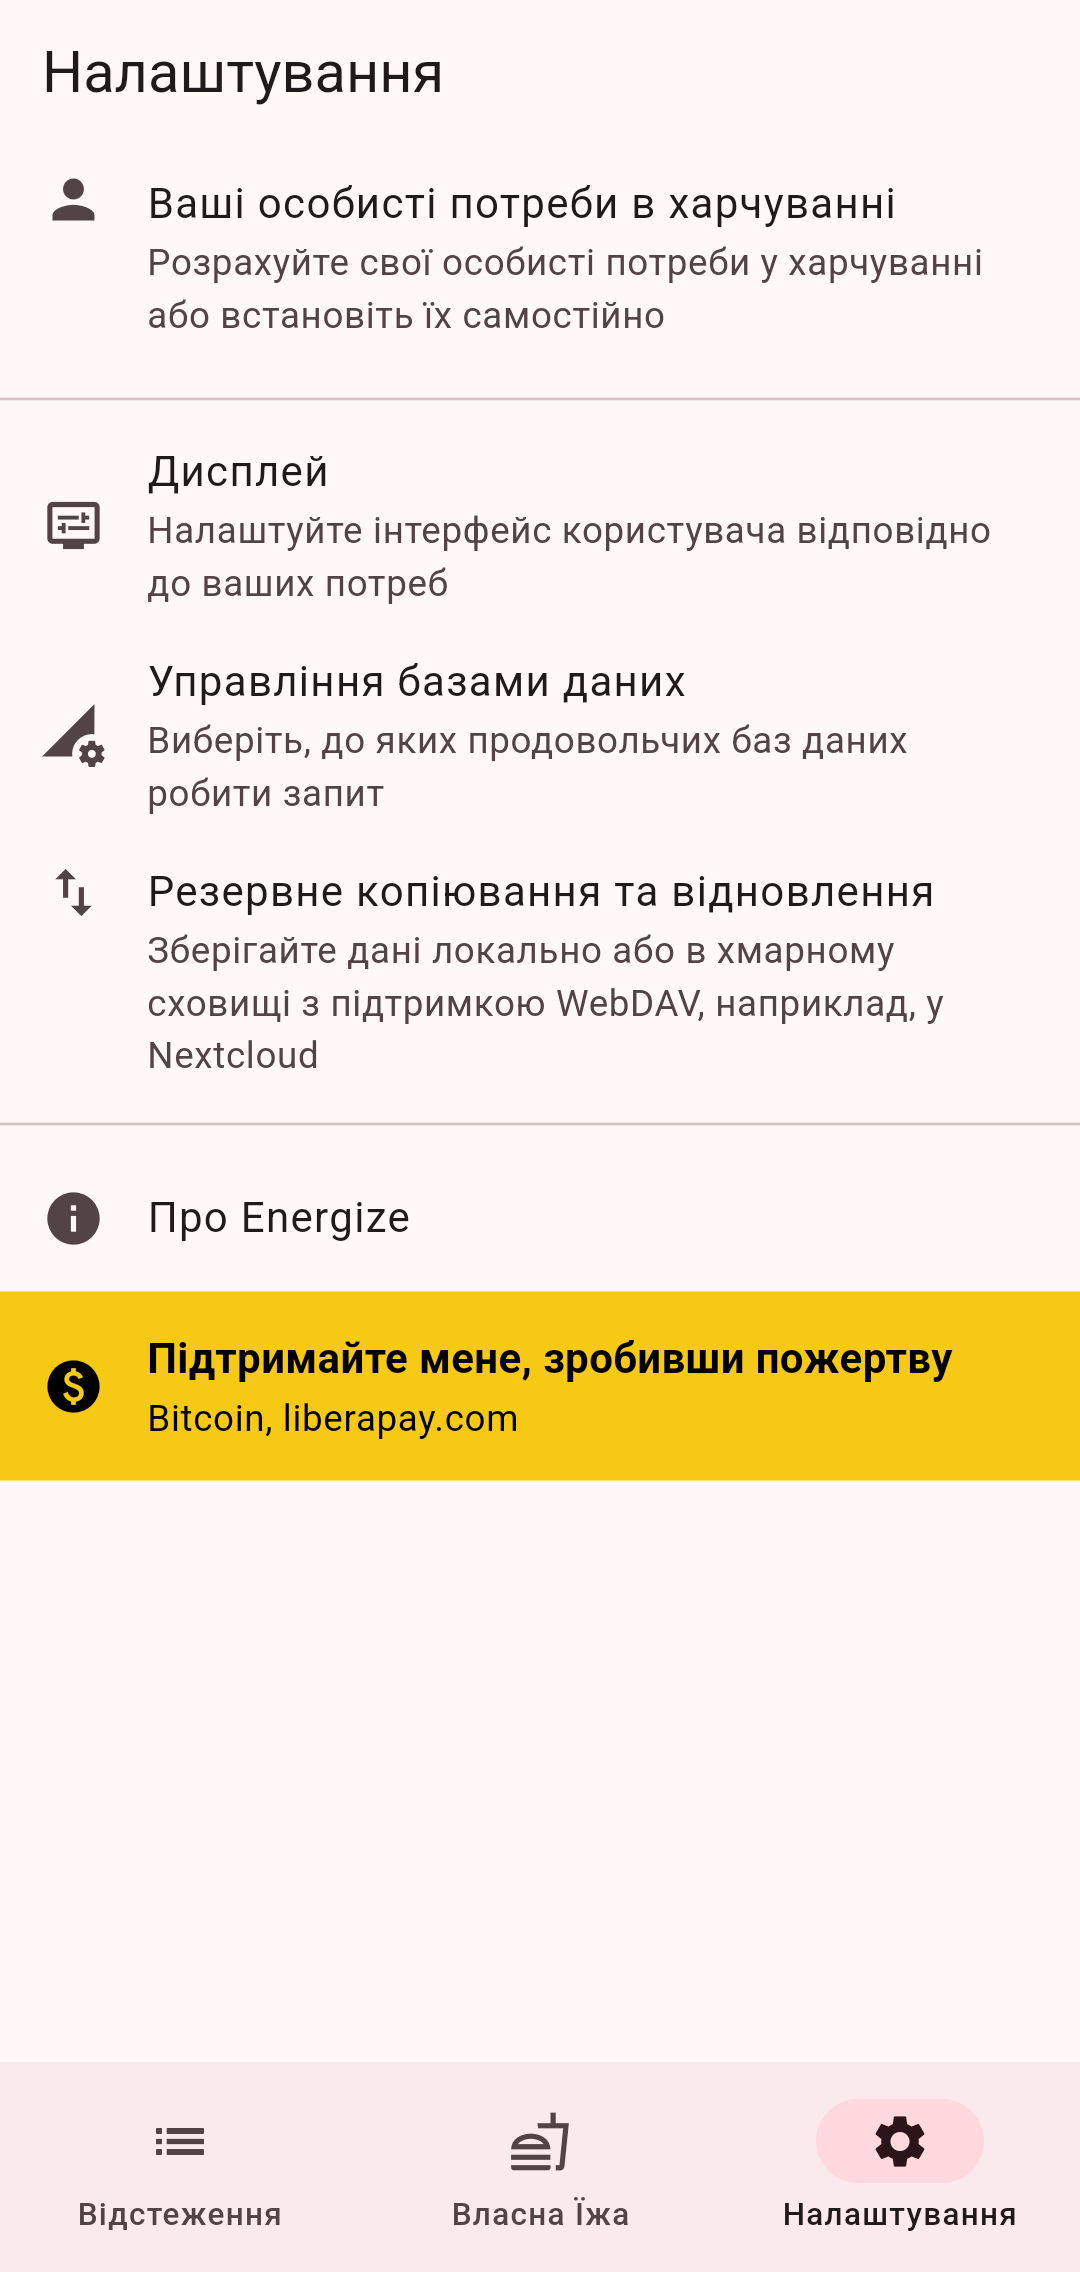 Налаштування
Ваші особисті потреби в харчуванні
Розрахуйте свої особисті потреби у харчуванні
або встановіть їх самостійно
Дисплей
Налаштуйте інтерфейс користувача відповідно
до ваших потреб
Управління базами даних
Виберіть, до яких продовольчих баз даних
робити запит
Резервне копіювання та відновлення
Зберігайте дані локально або в хмарному
сховищі з підтримкою WebDAV, наприклад, у
Nextcloud
Про Energize
Підтримайте мене, зробивши пожертву
Bitcoin, liberapay.com
Відстеження
Власна Їжа
Налаштування